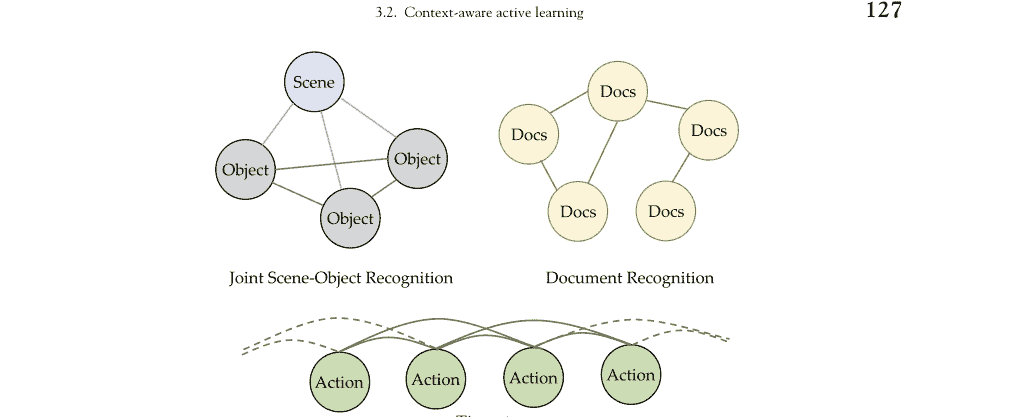 3.2. Context-aware active learning 127
Scene
Docs
Docs
Docs
Object
Object
Object
Docs
Docs
Joint Scene-Object Recognition
Document Recognition
Action
Action
Action
Action